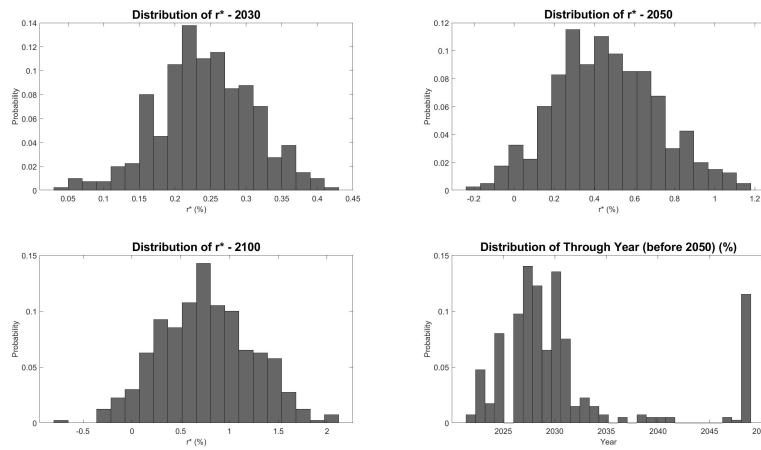 Distribution of r* - 2030
0.14
0.12
0.1
0.08
0.06
0.04
0.02
0
Probability
0.05 0.1 0.15 0.2 0.25 0.3 0.35 0.4 0.45
r* (%)
Distribution of r* - 2050
0.12
0.1
0.08
0.06
0.04
0.02
0
Probability
-0.2 0 0.2 0.4 0.6 0.8 1 1.2
r* (%)
Distribution of r* - 2100
0.15
0.1
0.05
0
Probability
-0.5 0 0.5 1 1.5 2
r* (%)
Distribution of Through Year (before 2050) (%)
0.15
0.1
0.05
0
Probability
2025 2030 2035 2040 2045
Year